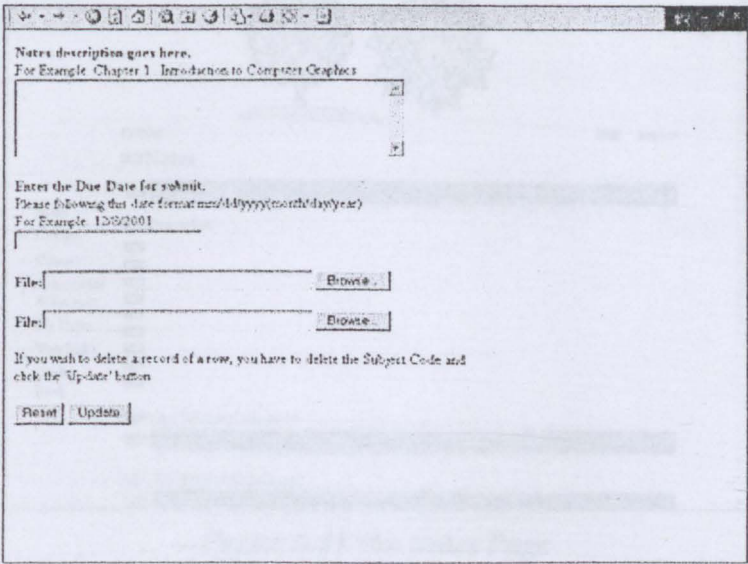 Notes description goes here.
For Example: Chapter 1 Introduction to Computer Graphics
Enter the Due Date for submit.
Please following this date format mm/dd/yyyy(month/day/year)
For Example: 12/8/2001
File: Browse...
File: Browse...
If you wish to delete a record of a row, you have to delete the Subject Code and
click the 'Update' button
Reset Update